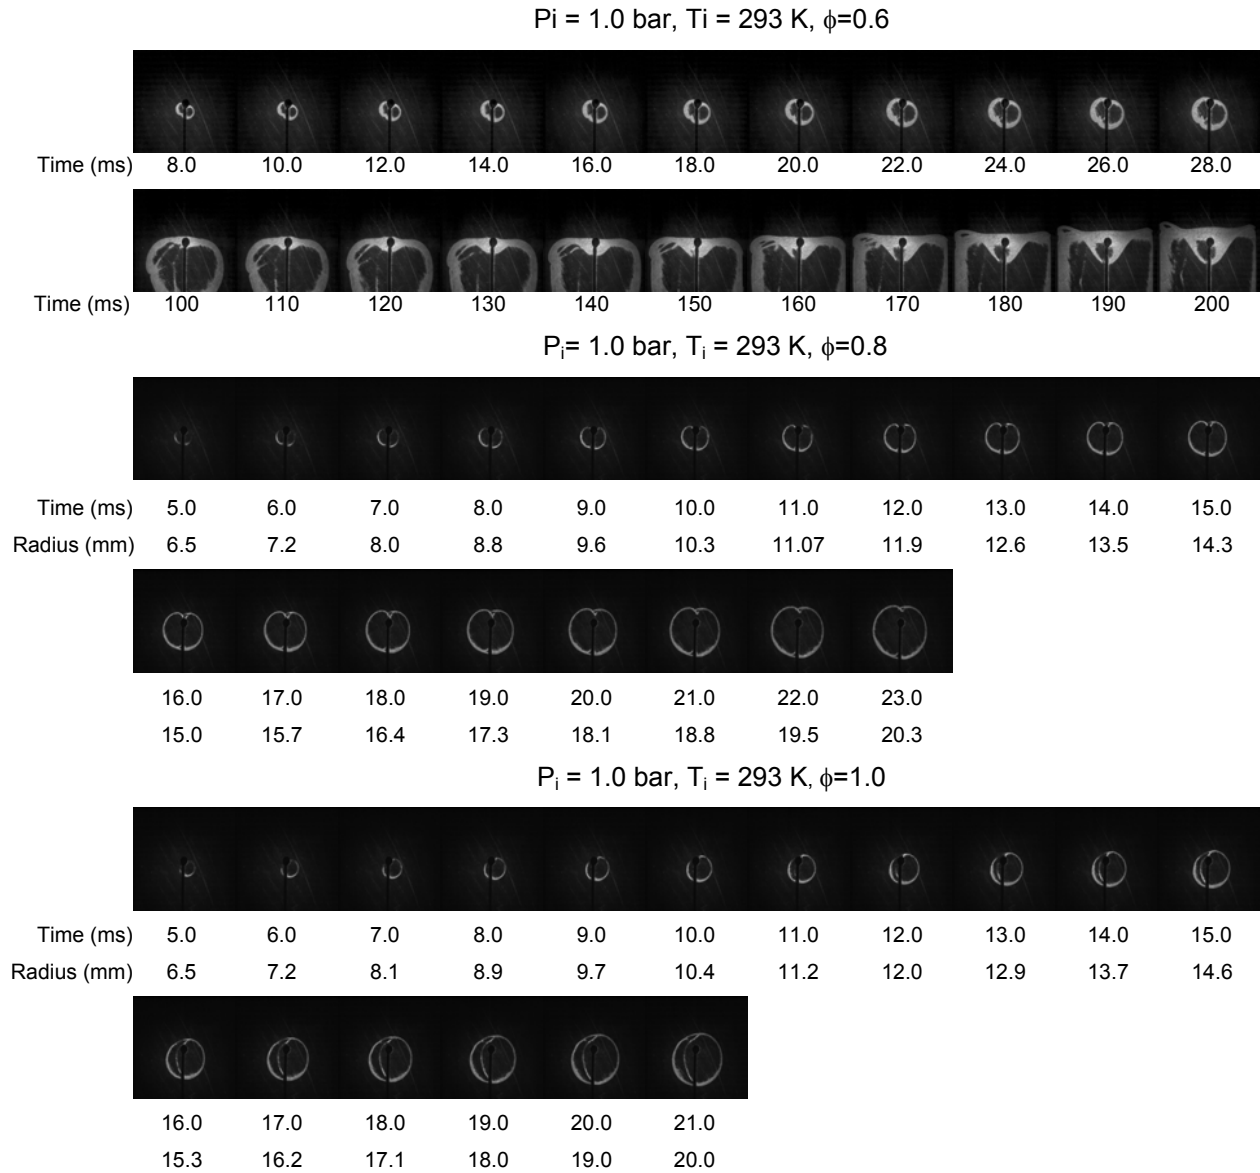 Pi = 1.0 bar, Ti = 293 K, ϕ=0.6
Time (ms) 8.0 10.0 12.0 14.0 16.0 18.0 20.0 22.0 24.0 26.0 28.0
Time (ms) 100 110 120 130 140 150 160 170 180 190 200
Pᵢ= 1.0 bar, Tᵢ = 293 K, ϕ=0.8
Time (ms) 5.0 6.0 7.0 8.0 9.0 10.0 11.0 12.0 13.0 14.0 15.0
Radius (mm) 6.5 7.2 8.0 8.8 9.6 10.3 11.07 11.9 12.6 13.5 14.3
16.0 17.0 18.0 19.0 20.0 21.0 22.0 23.0
15.0 15.7 16.4 17.3 18.1 18.8 19.5 20.3
Pᵢ = 1.0 bar, Tᵢ = 293 K, ϕ=1.0
Time (ms) 5.0 6.0 7.0 8.0 9.0 10.0 11.0 12.0 13.0 14.0 15.0
Radius (mm) 6.5 7.2 8.1 8.9 9.7 10.4 11.2 12.0 12.9 13.7 14.6
16.0 17.0 18.0 19.0 20.0 21.0
15.3 16.2 17.1 18.0 19.0 20.0